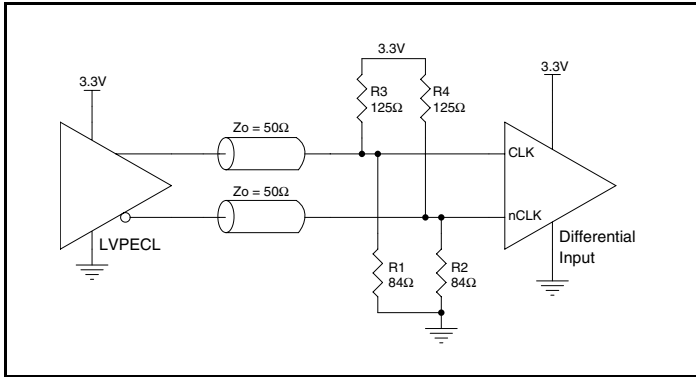 3.3V
3.3V
3.3V
R3
125Ω
R4
125Ω
Zo = 50Ω
CLK
Zo = 50Ω
nCLK
LVPECL
Differential
Input
R1
84Ω
R2
84Ω